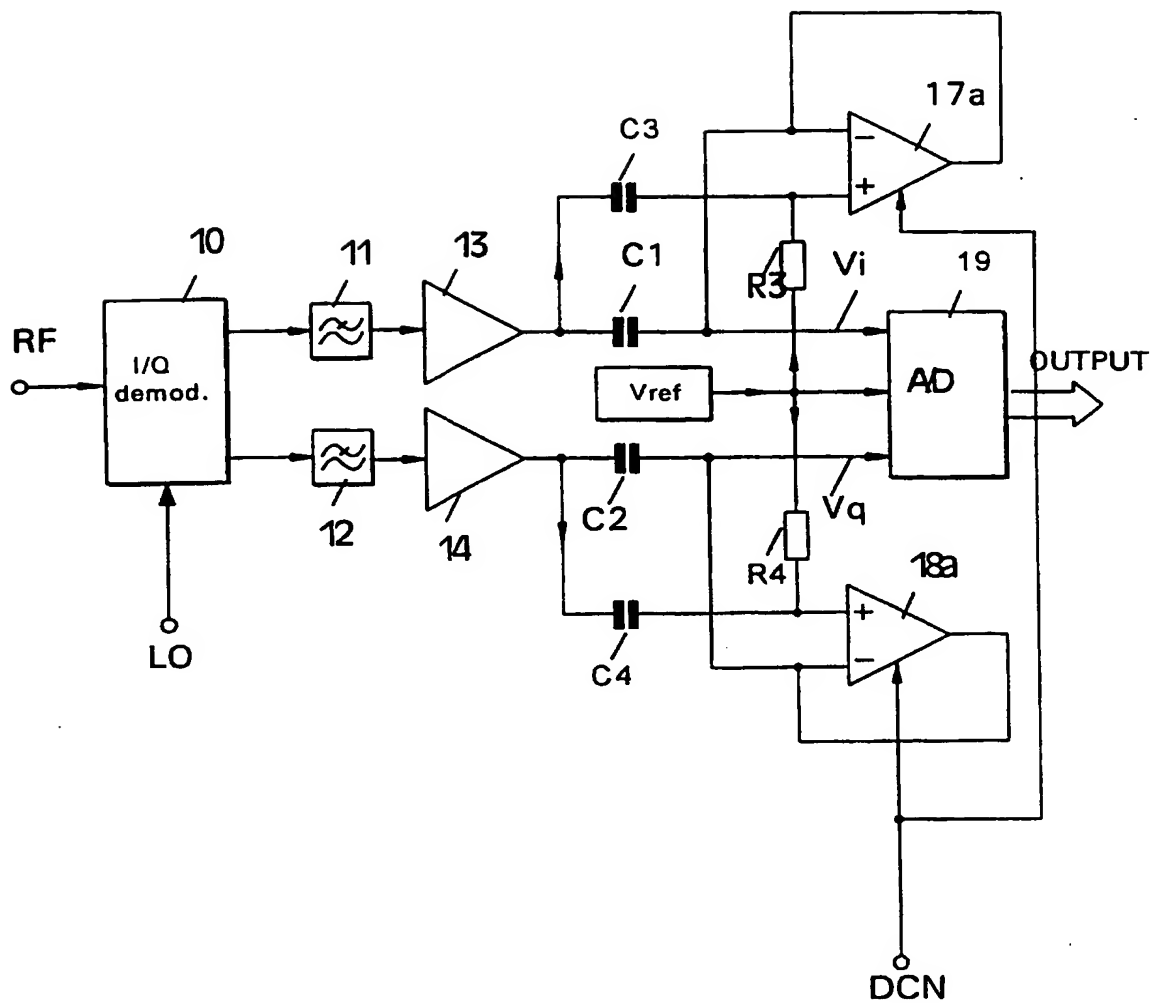 17a
−
+
C3
10
11
13
C1
R3
Vi
19
RF
I/Q
demod.
Vref
A/D
OUTPUT
12
14
C2
Vq
R4
18a
+
−
LO
C4
DCN